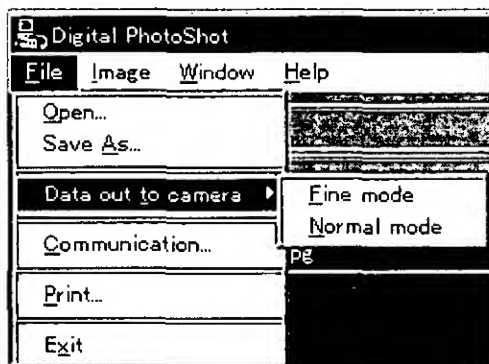 Digital PhotoShot
File Image Window Help
Open...
Save As...
Data out to camera
Fine mode
Normal mode
Communication...
pg
Print...
Exit